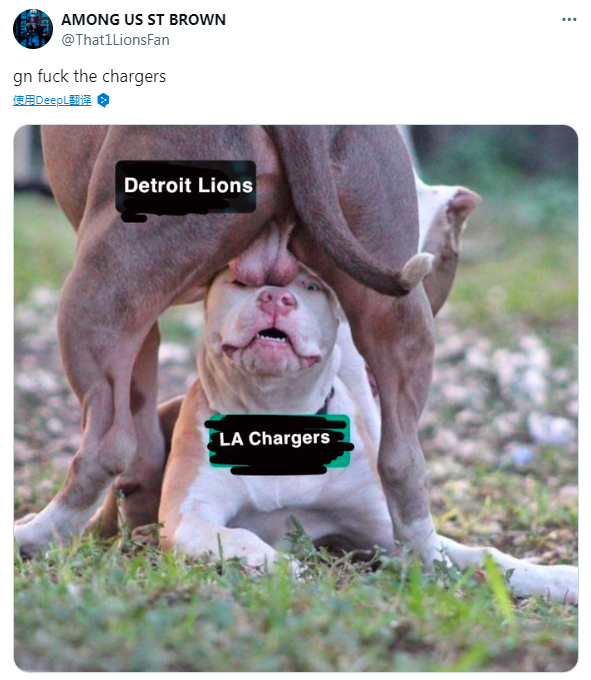 AMONG US ST BROWN
@That1LionsFan
gn fuck the chargers
使用DeepL翻译
Detroit Lions
LA Chargers